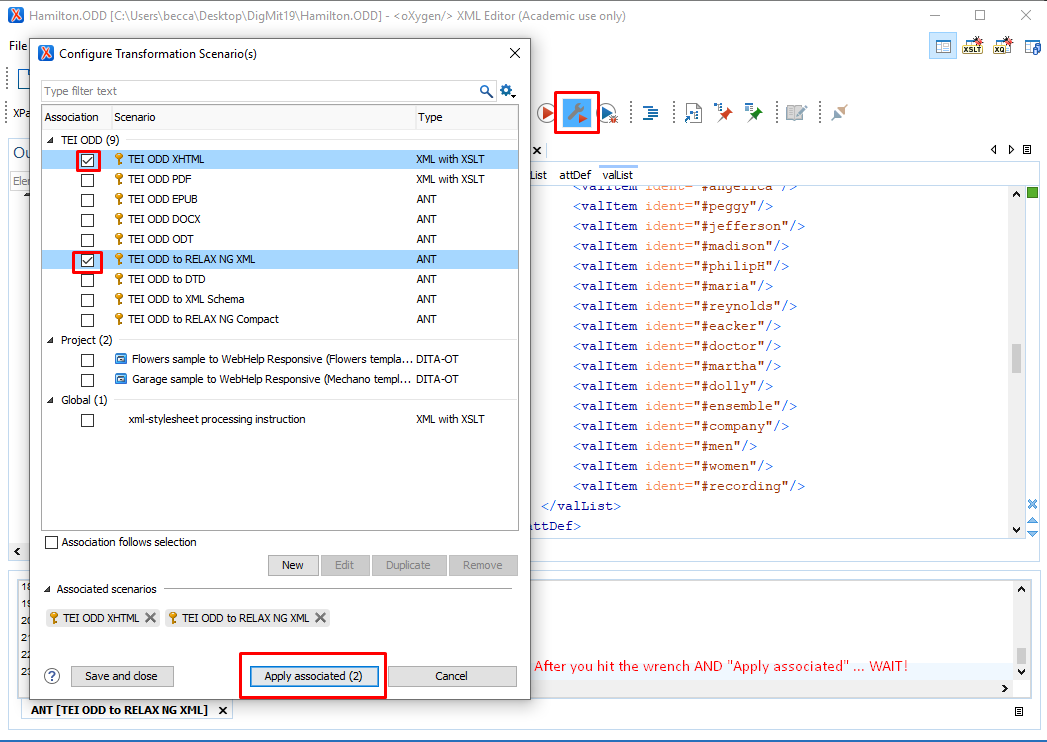 Hamilton.ODD [C:\Users\becca\Desktop\DigMit19\Hamilton.ODD] - <oXygen/> XML Editor (Academic use only)
File
XSLT
XQ
XPa
Configure Transformation Scenario(s)
Type filter text
Association Scenario Type
TEI ODD (9)
TEI ODD XHTML XML with XSLT
TEI ODD PDF XML with XSLT
TEI ODD EPUB ANT
TEI ODD DOCX ANT
TEI ODD ODT ANT
TEI ODD to RELAX NG XML ANT
TEI ODD to DTD ANT
TEI ODD to XML Schema ANT
TEI ODD to RELAX NG Compact ANT
Project (2)
Flowers sample to WebHelp Responsive (Flowers templa... DITA-OT
Garage sample to WebHelp Responsive (Mechano templ... DITA-OT
Global (1)
xml-stylesheet processing instruction XML with XSLT
Association follows selection
New Edit Duplicate Remove
Associated scenarios
TEI ODD XHTML TEI ODD to RELAX NG XML
? Save and close Apply associated (2) Cancel
Ou
Eler
List attDef valList
<valItem ident="#angelica"/>
<valItem ident="#peggy"/>
<valItem ident="#jefferson"/>
<valItem ident="#madison"/>
<valItem ident="#philipH"/>
<valItem ident="#maria"/>
<valItem ident="#reynolds"/>
<valItem ident="#eacker"/>
<valItem ident="#doctor"/>
<valItem ident="#martha"/>
<valItem ident="#dolly"/>
<valItem ident="#ensemble"/>
<valItem ident="#company"/>
<valItem ident="#men"/>
<valItem ident="#women"/>
<valItem ident="#recording"/>
</valList>
attDef>
18
19
20
21
22
23
After you hit the wrench AND "Apply associated" ... WAIT!
ANT [TEI ODD to RELAX NG XML]